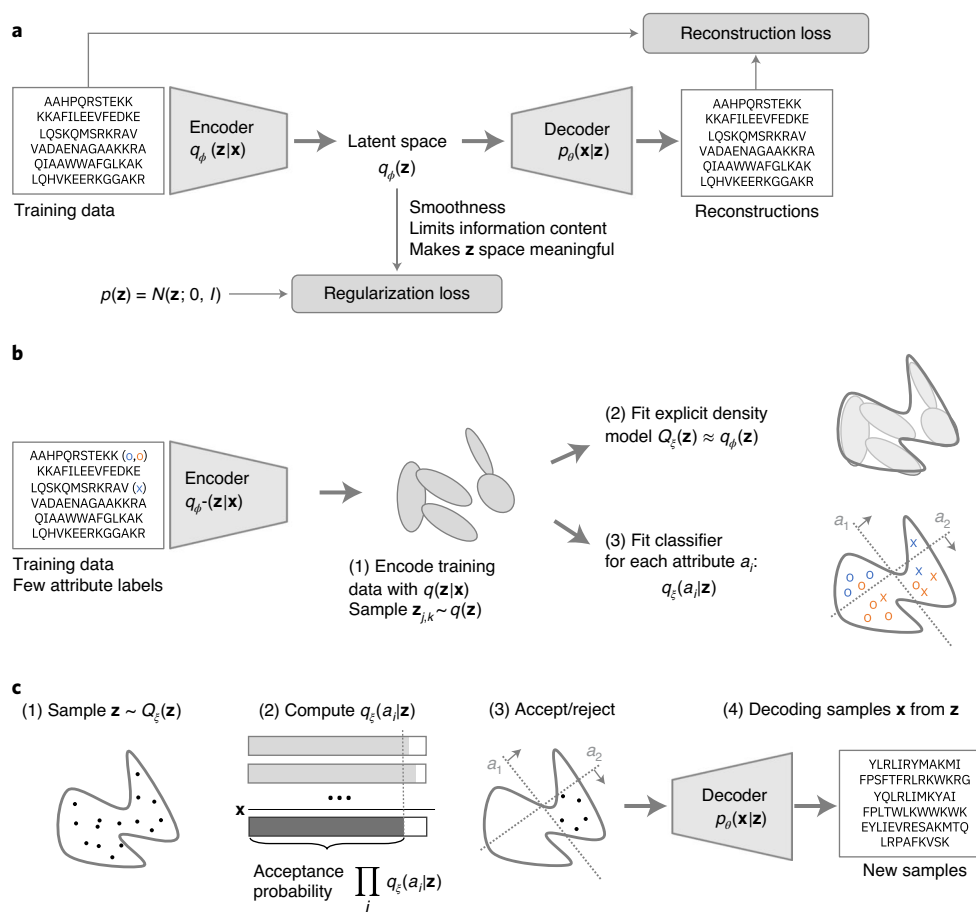 a
Reconstruction loss
AAHPQRSTEKK
KKAFILEEVFEDKE
LQSKQMSRKRAV
VADAENAGAAKKRA
QIAAWWAFGLKAK
LQHVKEERKGGAKR
Training data
Encoder
qϕ (z|x)
Latent space
qϕ(z)
Decoder
pθ(x|z)
AAHPQRSTEKK
KKAFILEEVFEDKE
LQSKQMSRKRAV
VADAENAGAAKKRA
QIAAWWAFGLKAK
LQHVKEERKGGAKR
Reconstructions
Smoothness
Limits information content
Makes z space meaningful
p(z) = N(z; 0, I)
Regularization loss
b
AAHPQRSTEKK (o,o)
KKAFILEEVFEDKE
LQSKQMSRKRAV (x)
VADAENAGAAKKRA
QIAAWWAFGLKAK
LQHVKEERKGGAKR
Training data
Few attribute labels
Encoder
qϕ-(z|x)
(1) Encode training
data with q(z|x)
Sample zj,k ~ q(z)
(2) Fit explicit density
model Qξ(z) ≈ qϕ(z)
(3) Fit classifier
for each attribute ai:
qξ(ai|z)
a1
a2
x
o
o
x
o
o
o
x
x
o
x
o
o
c
(1) Sample z ~ Qξ(z)
(2) Compute qξ(ai|z)
•••
x
Acceptance
probability ∏ qξ(ai|z)
i
(3) Accept/reject
a1
a2
(4) Decoding samples x from z
Decoder
pθ(x|z)
YLRLIRYMAKMI
FPSFTFRLRKWKRG
YQLRLIMKYAI
FPLTWLKWWKWK
EYLIEVRESAKMTQ
LRPAFKVSK
New samples